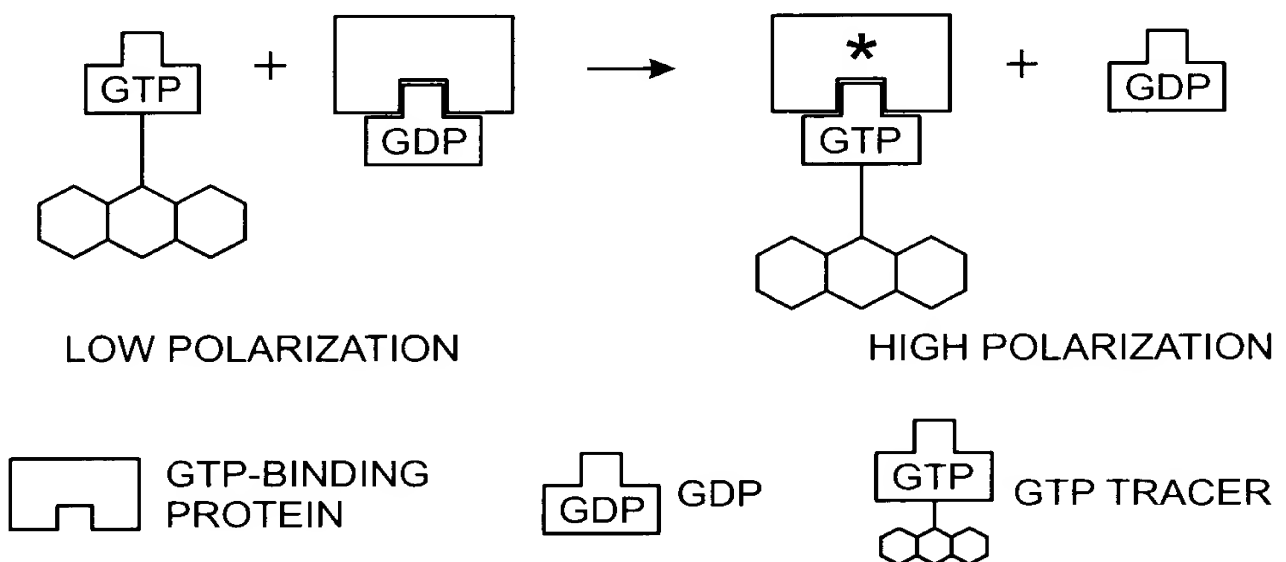 GTP + GDP → * GTP + GDP
LOW POLARIZATION
HIGH POLARIZATION
GTP-BINDING
PROTEIN
GDP
GDP
GTP
GTP TRACER